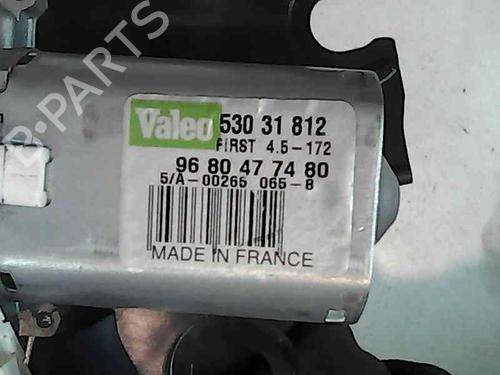 B-PARTS
Valeo 530 31 812
FIRST 4.5-172
96 80 47 74 80
5/A-00266 065-8
MADE IN FRANCE